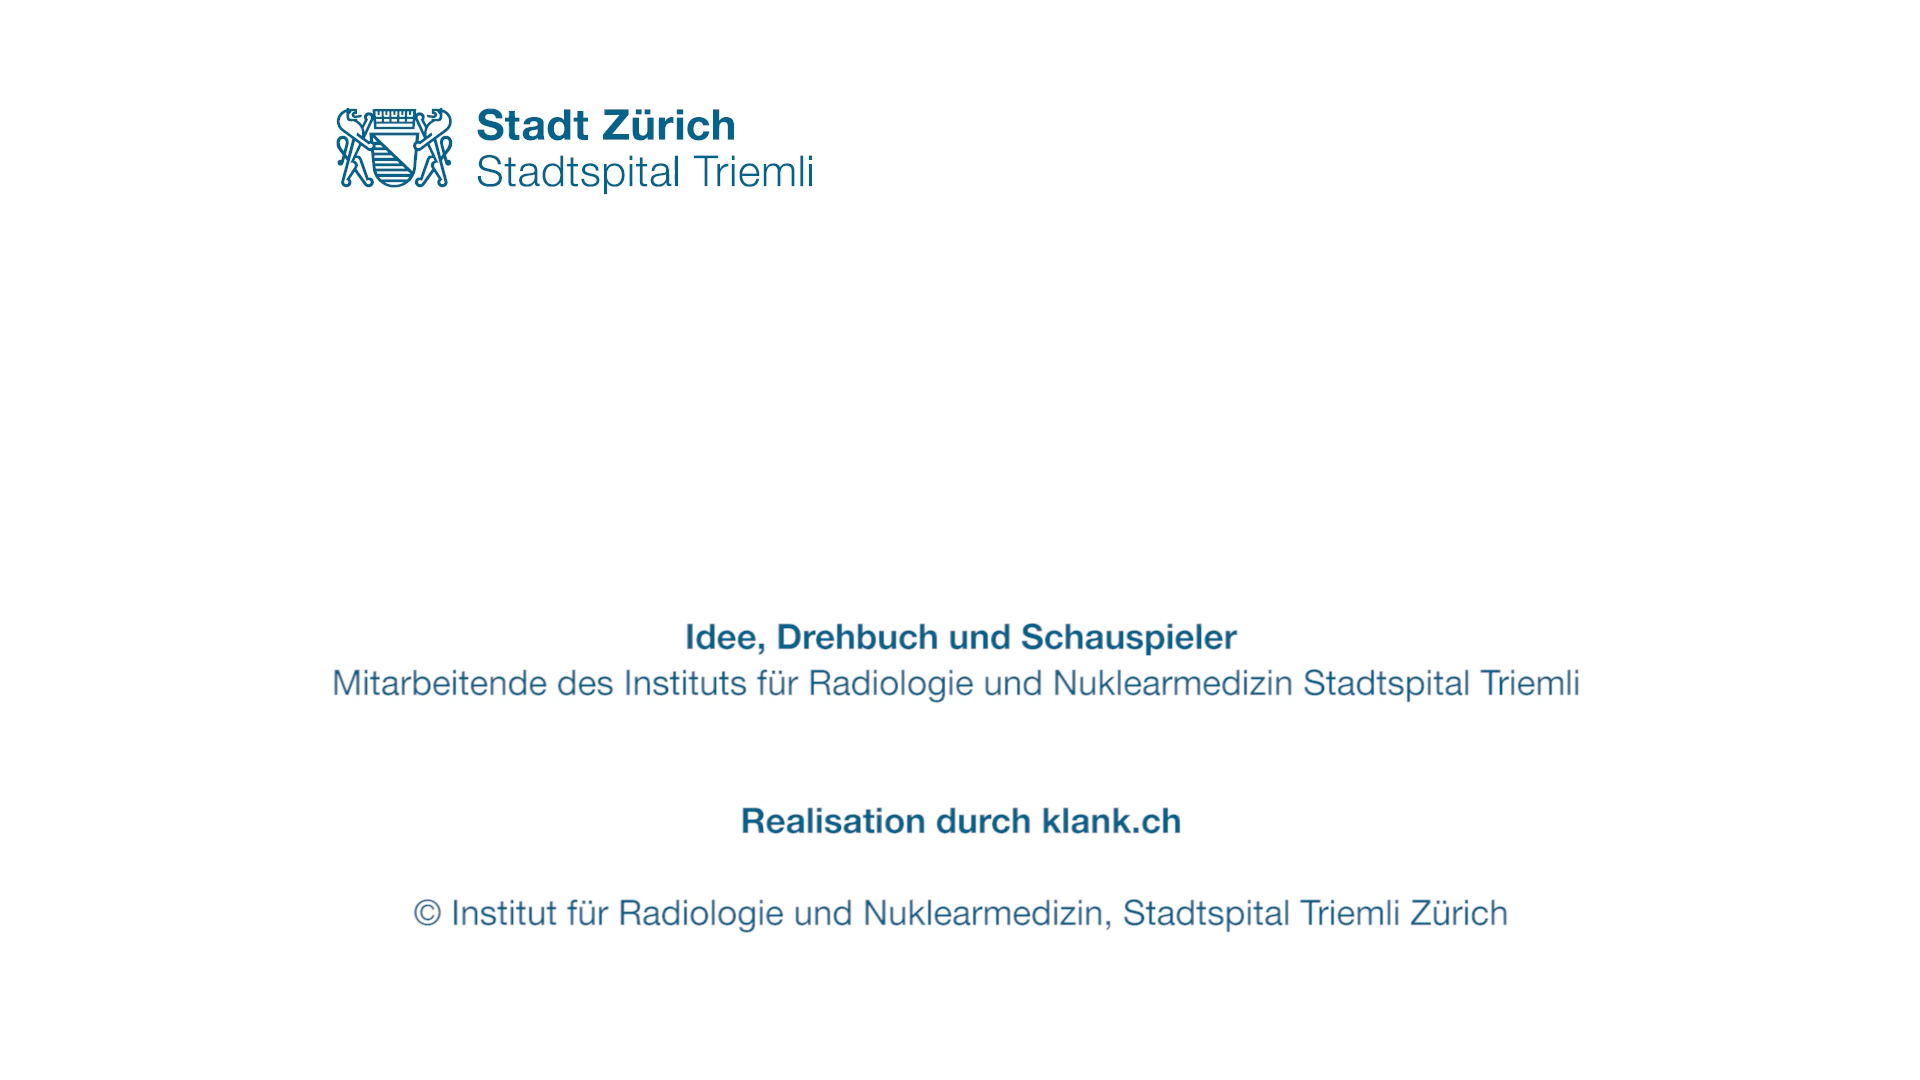 Stadt Zürich
Stadtspital Triemli
Idee, Drehbuch und Schauspieler
Mitarbeitende des Instituts für Radiologie und Nuklearmedizin Stadtspital Triemli
Realisation durch klank.ch
© Institut für Radiologie und Nuklearmedizin, Stadtspital Triemli Zürich